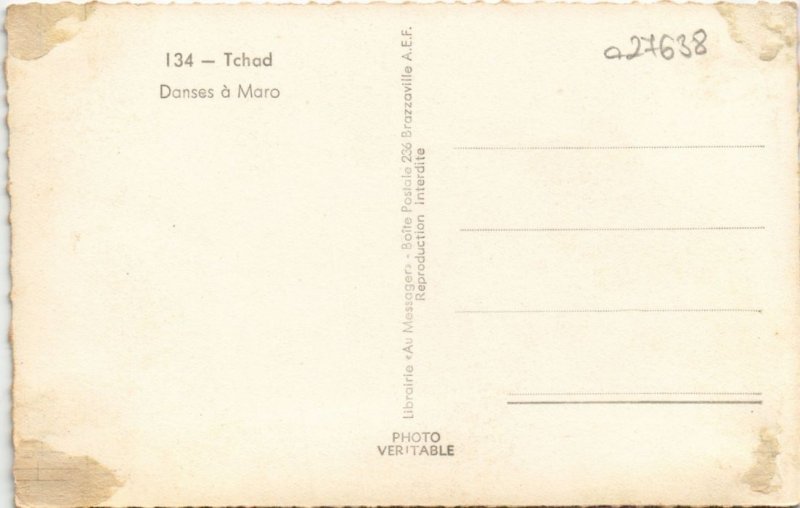 134 — Tchad
Danses à Maro
Librairie «Au Messager» - Boîte Postale 236 Brazzaville A.E.F.
Reproduction Interdite
PHOTO
VERITABLE
a27638